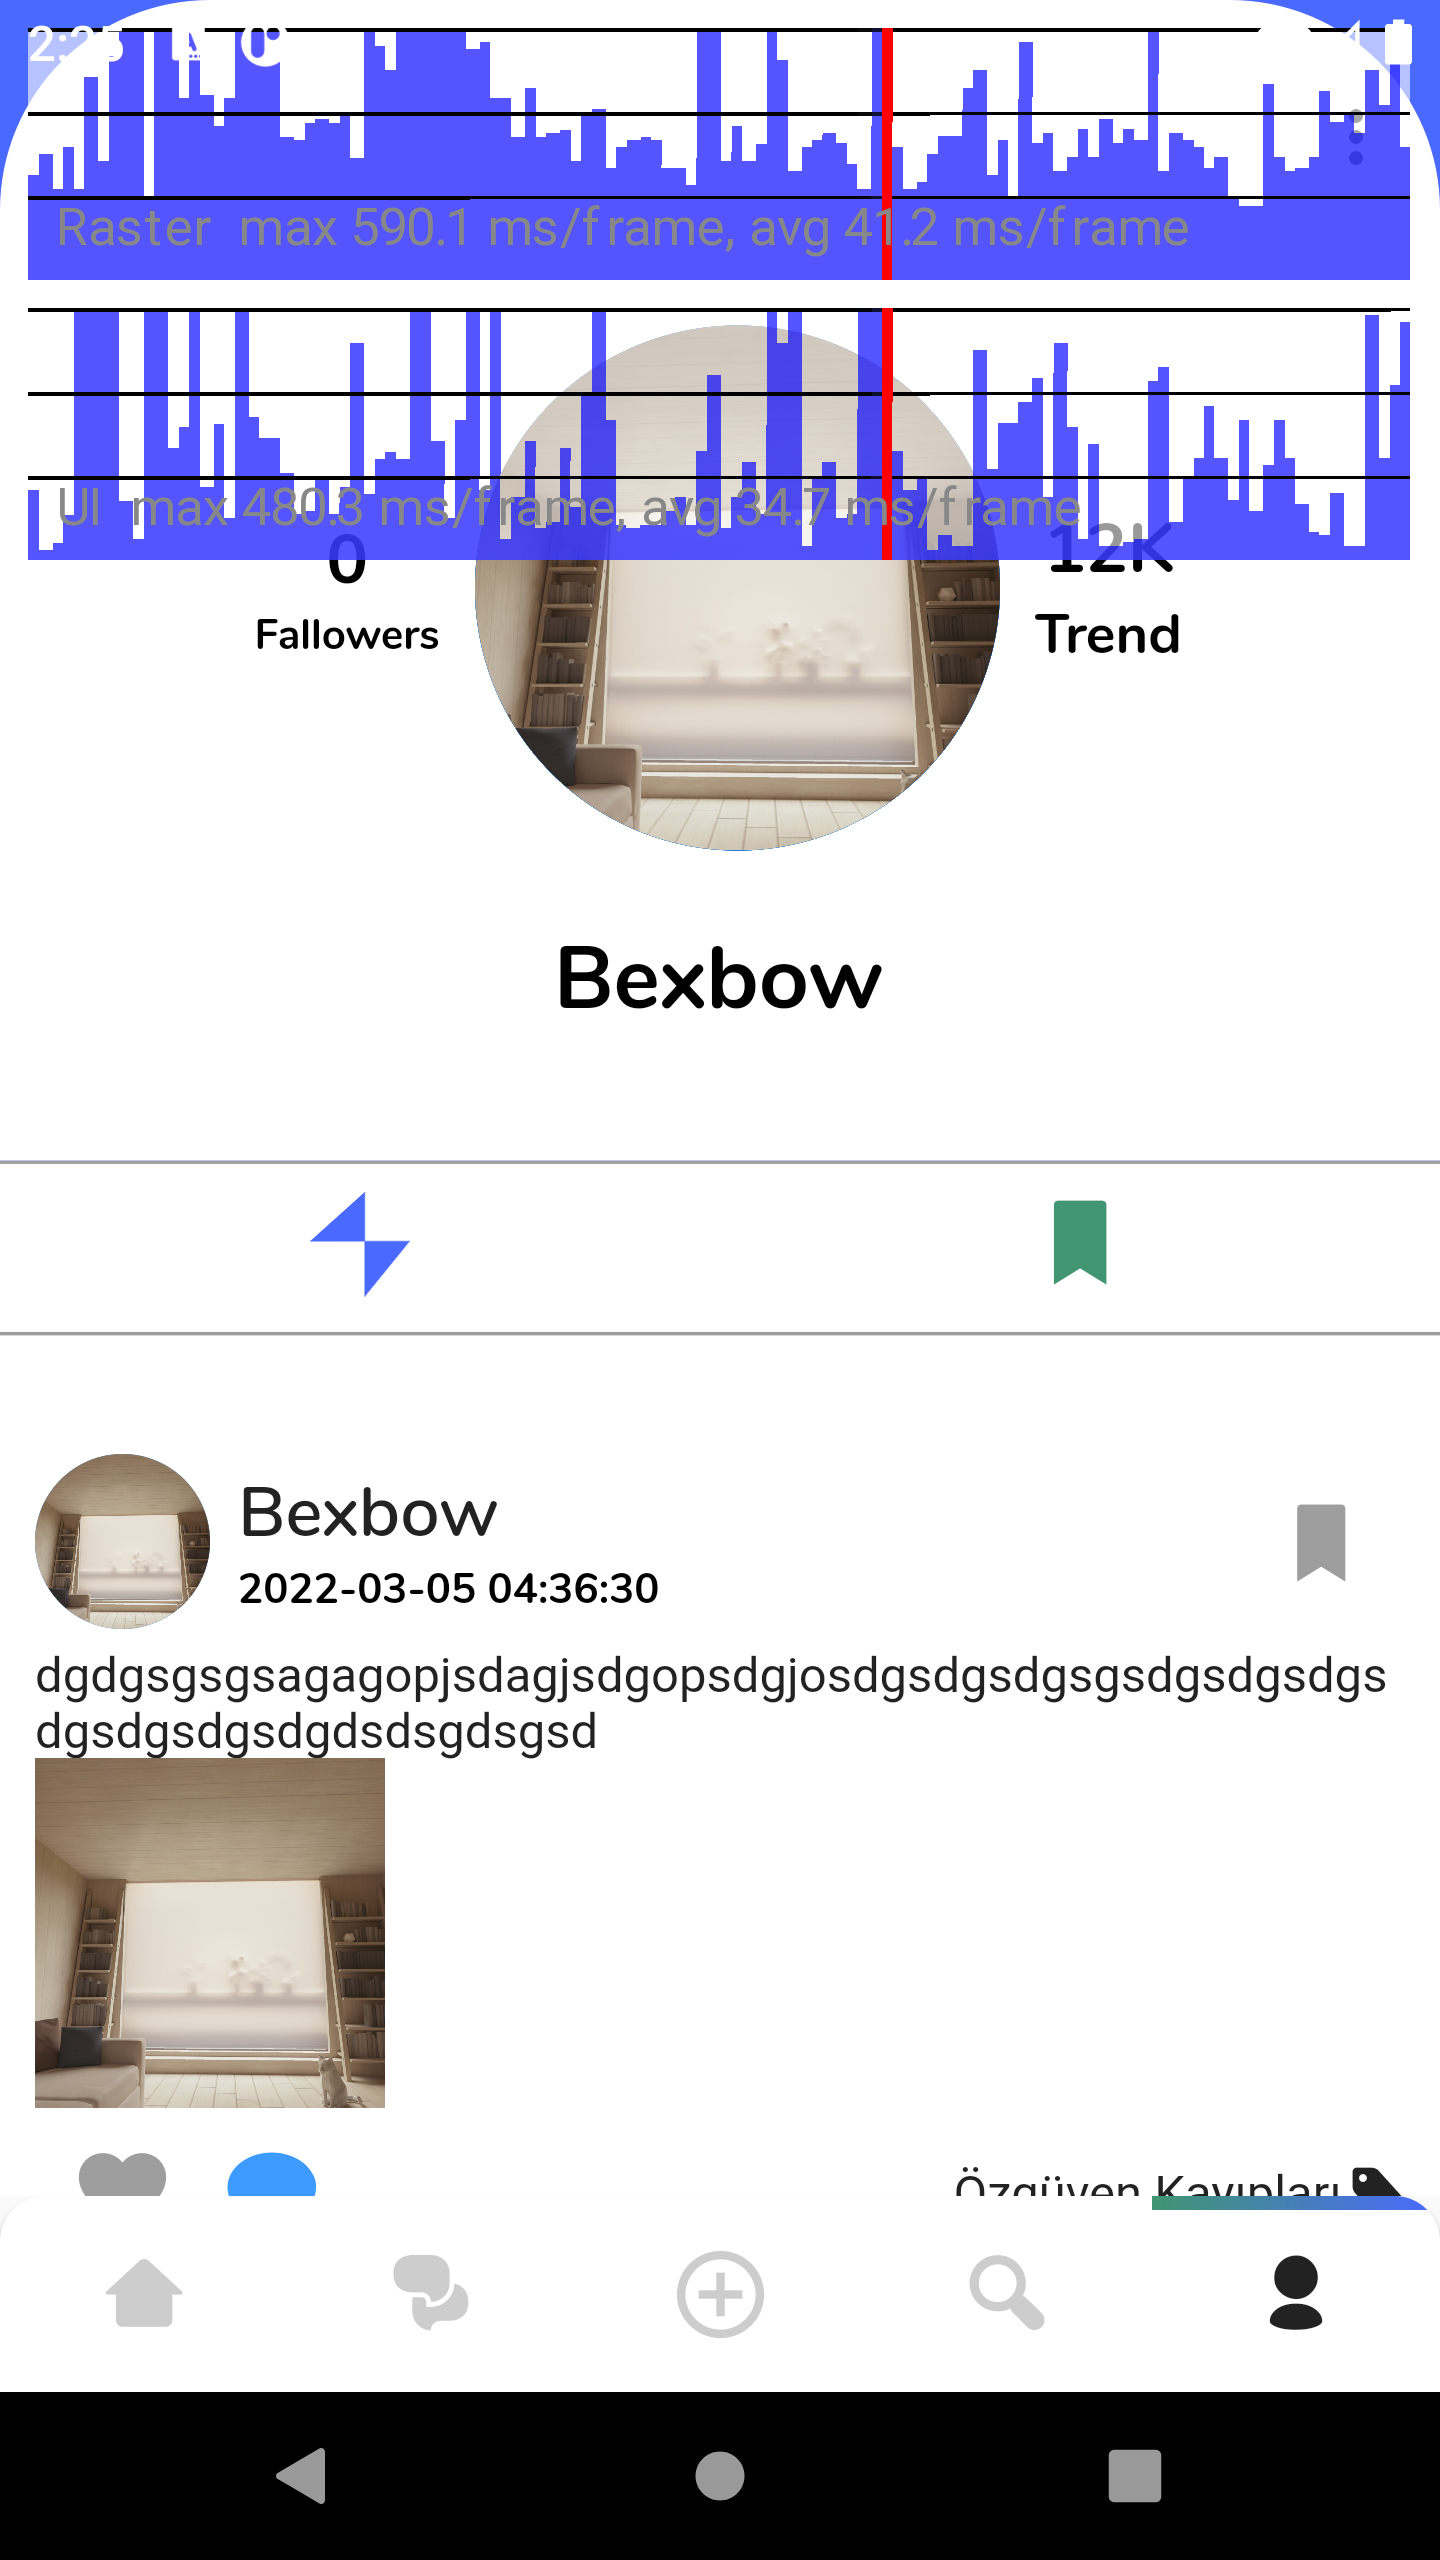 2:25
Raster max 590.1 ms/frame, avg 41.2 ms/frame
UI max 480.3 ms/frame, avg 34.7 ms/frame
0
12K
Fallowers
Trend
Bexbow
Bexbow
2022-03-05 04:36:30
dgdgsgsgsagagopjsdagjsdgopsdgjosdgsdgsdgsgsdgsdgsdgs
dgsdgsdgsdgdsdsgdsgsd
Özgüven Kayıpları